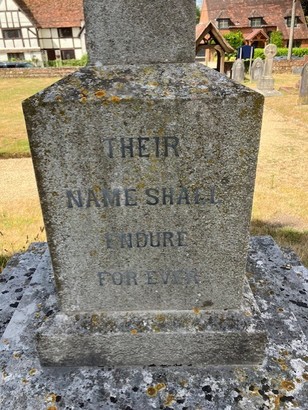 THEIR
NAME SHALL
ENDURE
FOR EVER